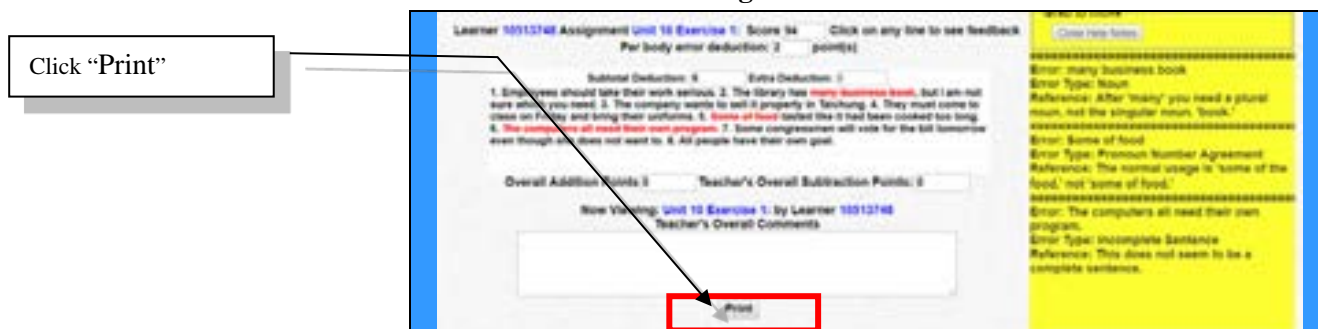 Click “Print”
Learner 10513748 Assignment Unit 10 Exercise 1: Score 94 Click on any line to see feedback
Per body error deduction: 2 point(s)
Subtotal Deduction: 6 Extra Deduction:
1. Employees should take their work serious. 2. The library has many business book, but I am not
sure which you need. 3. The company wants to sell it property in Taichung. 4. They must come to
class on Friday and bring their uniforms. 5. Some of food tasted like it had been cooked too long.
6. The computers all need their own program. 7. Some congressmen will vote for the bill tomorrow
even though she does not want to. 8. All people have their own goal.
Overall Addition Points: Teacher's Overall Subtraction Points:
Now Viewing: Unit 10 Exercise 1: by Learner 10513748
Teacher's Overall Comments
Print
Error: many business book
Error Type: Noun
Reference: After 'many' you need a plural
noun, not the singular noun, 'book.'
Error: Some of food
Error Type: Pronoun Number Agreement
Reference: The normal usage is 'some of the
food,' not 'some of food.'
Error: The computers all need their own
program.
Error Type: Incomplete Sentence
Reference: This does not seem to be a
complete sentence.